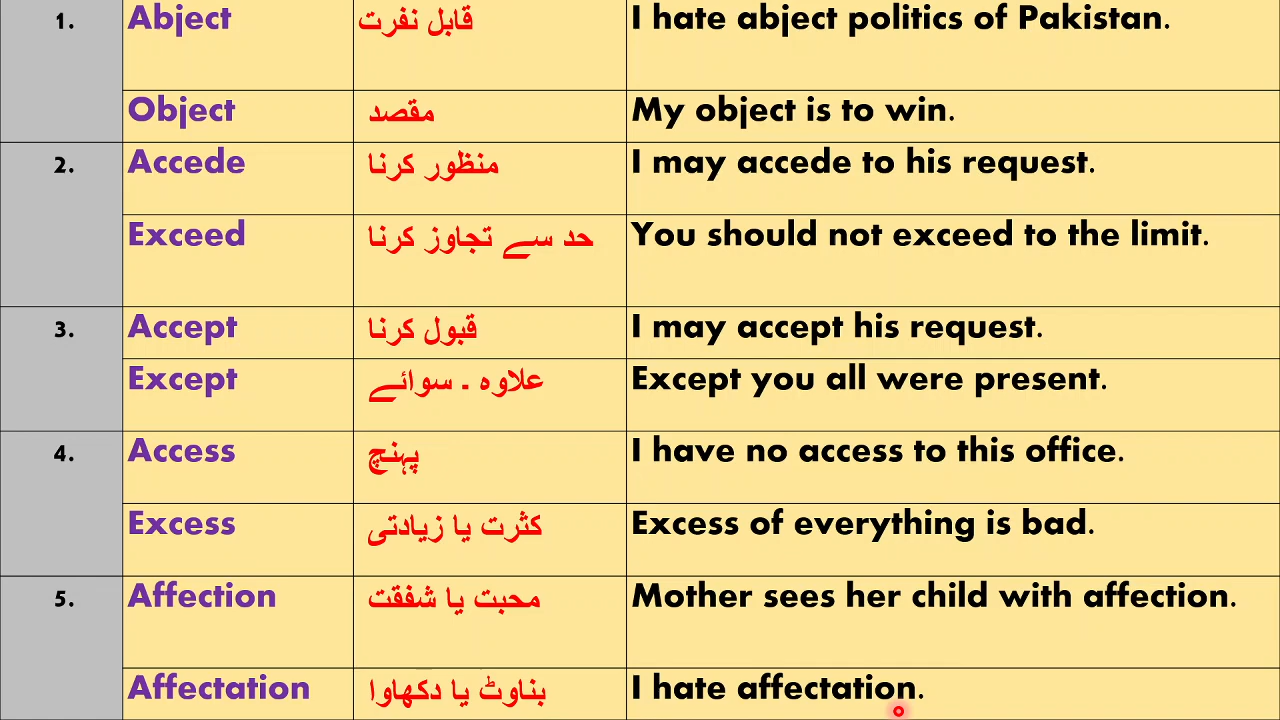 1. Abject قابل نفرت I hate abject politics of Pakistan.
Object مقصد My object is to win.
2. Accede منظور کرنا I may accede to his request.
Exceed حد سے تجاوز کرنا You should not exceed to the limit.
3. Accept قبول کرنا I may accept his request.
Except علاوہ ۔ سوائے Except you all were present.
4. Access پہنچ I have no access to this office.
Excess کثرت یا زیادتی Excess of everything is bad.
5. Affection محبت یا شفقت Mother sees her child with affection.
Affectation بناوٹ یا دکھاوا I hate affectation.